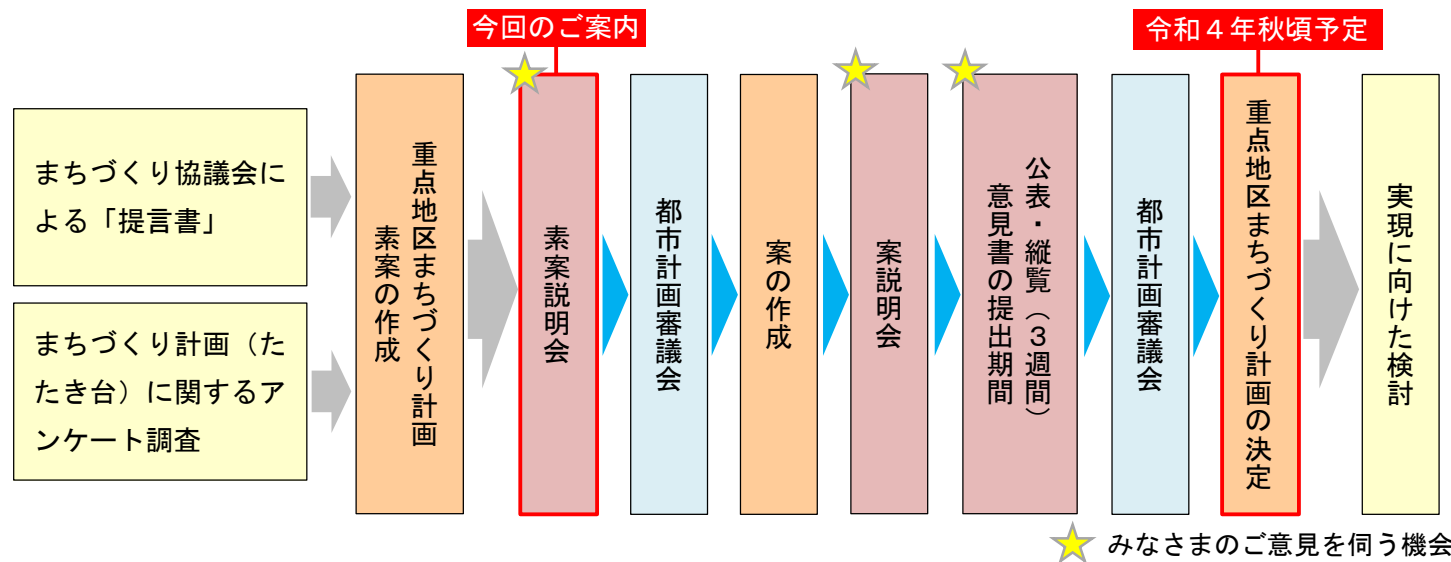 今回のご案内
令和４年秋頃予定
まちづくり協議会に
よる「提言書」
まちづくり計画（た
たき台）に関するア
ンケート調査
重点地区まちづくり計画
素案の作成
素案説明会
都市計画審議会
案の作成
案説明会
公表・縦覧（３週間）
意見書の提出期間
都市計画審議会
重点地区まちづくり計画の決定
実現に向けた検討
みなさまのご意見を伺う機会